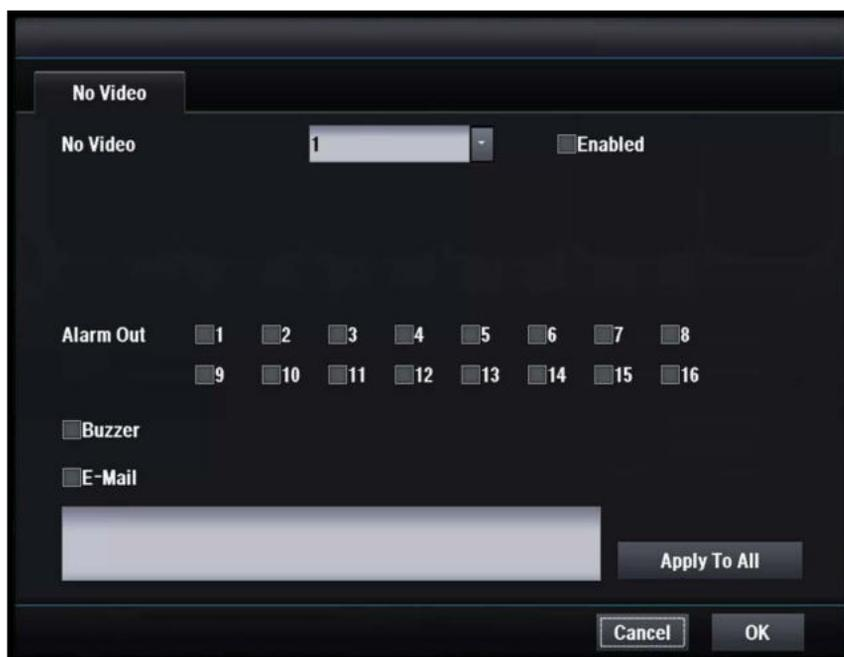 No Video
No Video 1 Enabled
Alarm Out 1 2 3 4 5 6 7 8
9 10 11 12 13 14 15 16
Buzzer
E-Mail
Apply To All
Cancel OK